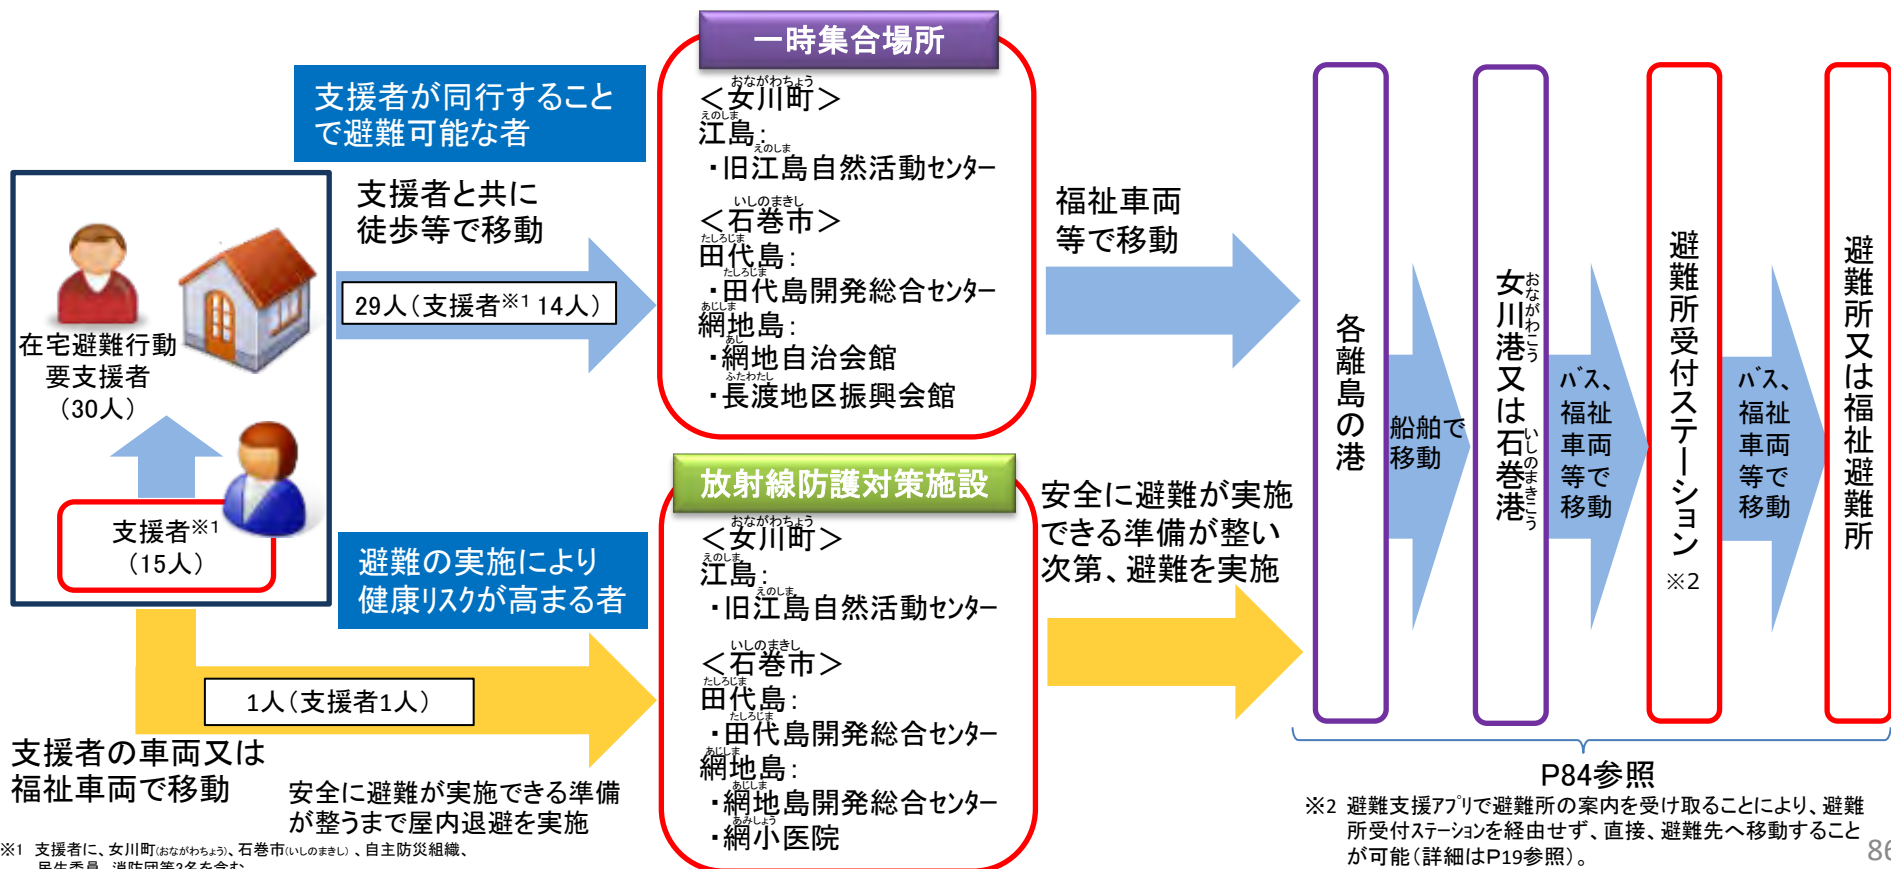 支援者が同行すること
で避難可能な者
在宅避難行動
要支援者
（30人）
支援者※1
（15人）
支援者と共に
徒歩等で移動
29人（支援者※1 14人）
一時集合場所
おながわちょう
＜女川町＞
えのしま
江島：
えのしま
・旧江島自然活動センター
いしのまきし
＜石巻市＞
たしろじま
田代島：
たしろじま
・田代島開発総合センター
あじしま
網地島：
あじ
・網地自治会館
ふたわたし
・長渡地区振興会館
福祉車両
等で移動
避難の実施により
健康リスクが高まる者
1人（支援者1人）
支援者の車両又は
福祉車両で移動
安全に避難が実施できる準備
が整うまで屋内退避を実施
放射線防護対策施設
おながわちょう
＜女川町＞
えのしま
江島：
えのしま
・旧江島自然活動センター
いしのまきし
＜石巻市＞
たしろじま
田代島：
たしろじま
・田代島開発総合センター
あじしま
網地島：
あじしま
・網地島開発総合センター
あみしょう
・網小医院
安全に避難が実施
できる準備が整い
次第、避難を実施
各離島の港
船舶で
移動
女川港又は石巻港
おながわこう
いしのまきこう
バス、
福祉
車両
等で
移動
避難所受付ステーション
※2
バス、
福祉
車両
等で
移動
避難所又は福祉避難所
P84参照
※2 避難支援アプリで避難所の案内を受け取ることにより、避難
所受付ステーションを経由せず、直接、避難先へ移動すること
が可能（詳細はP19参照）。
※1 支援者に、女川町(おながわちょう)、石巻市(いしのまきし) 、自主防災組織、
民生委員、消防団等2名を含む
86